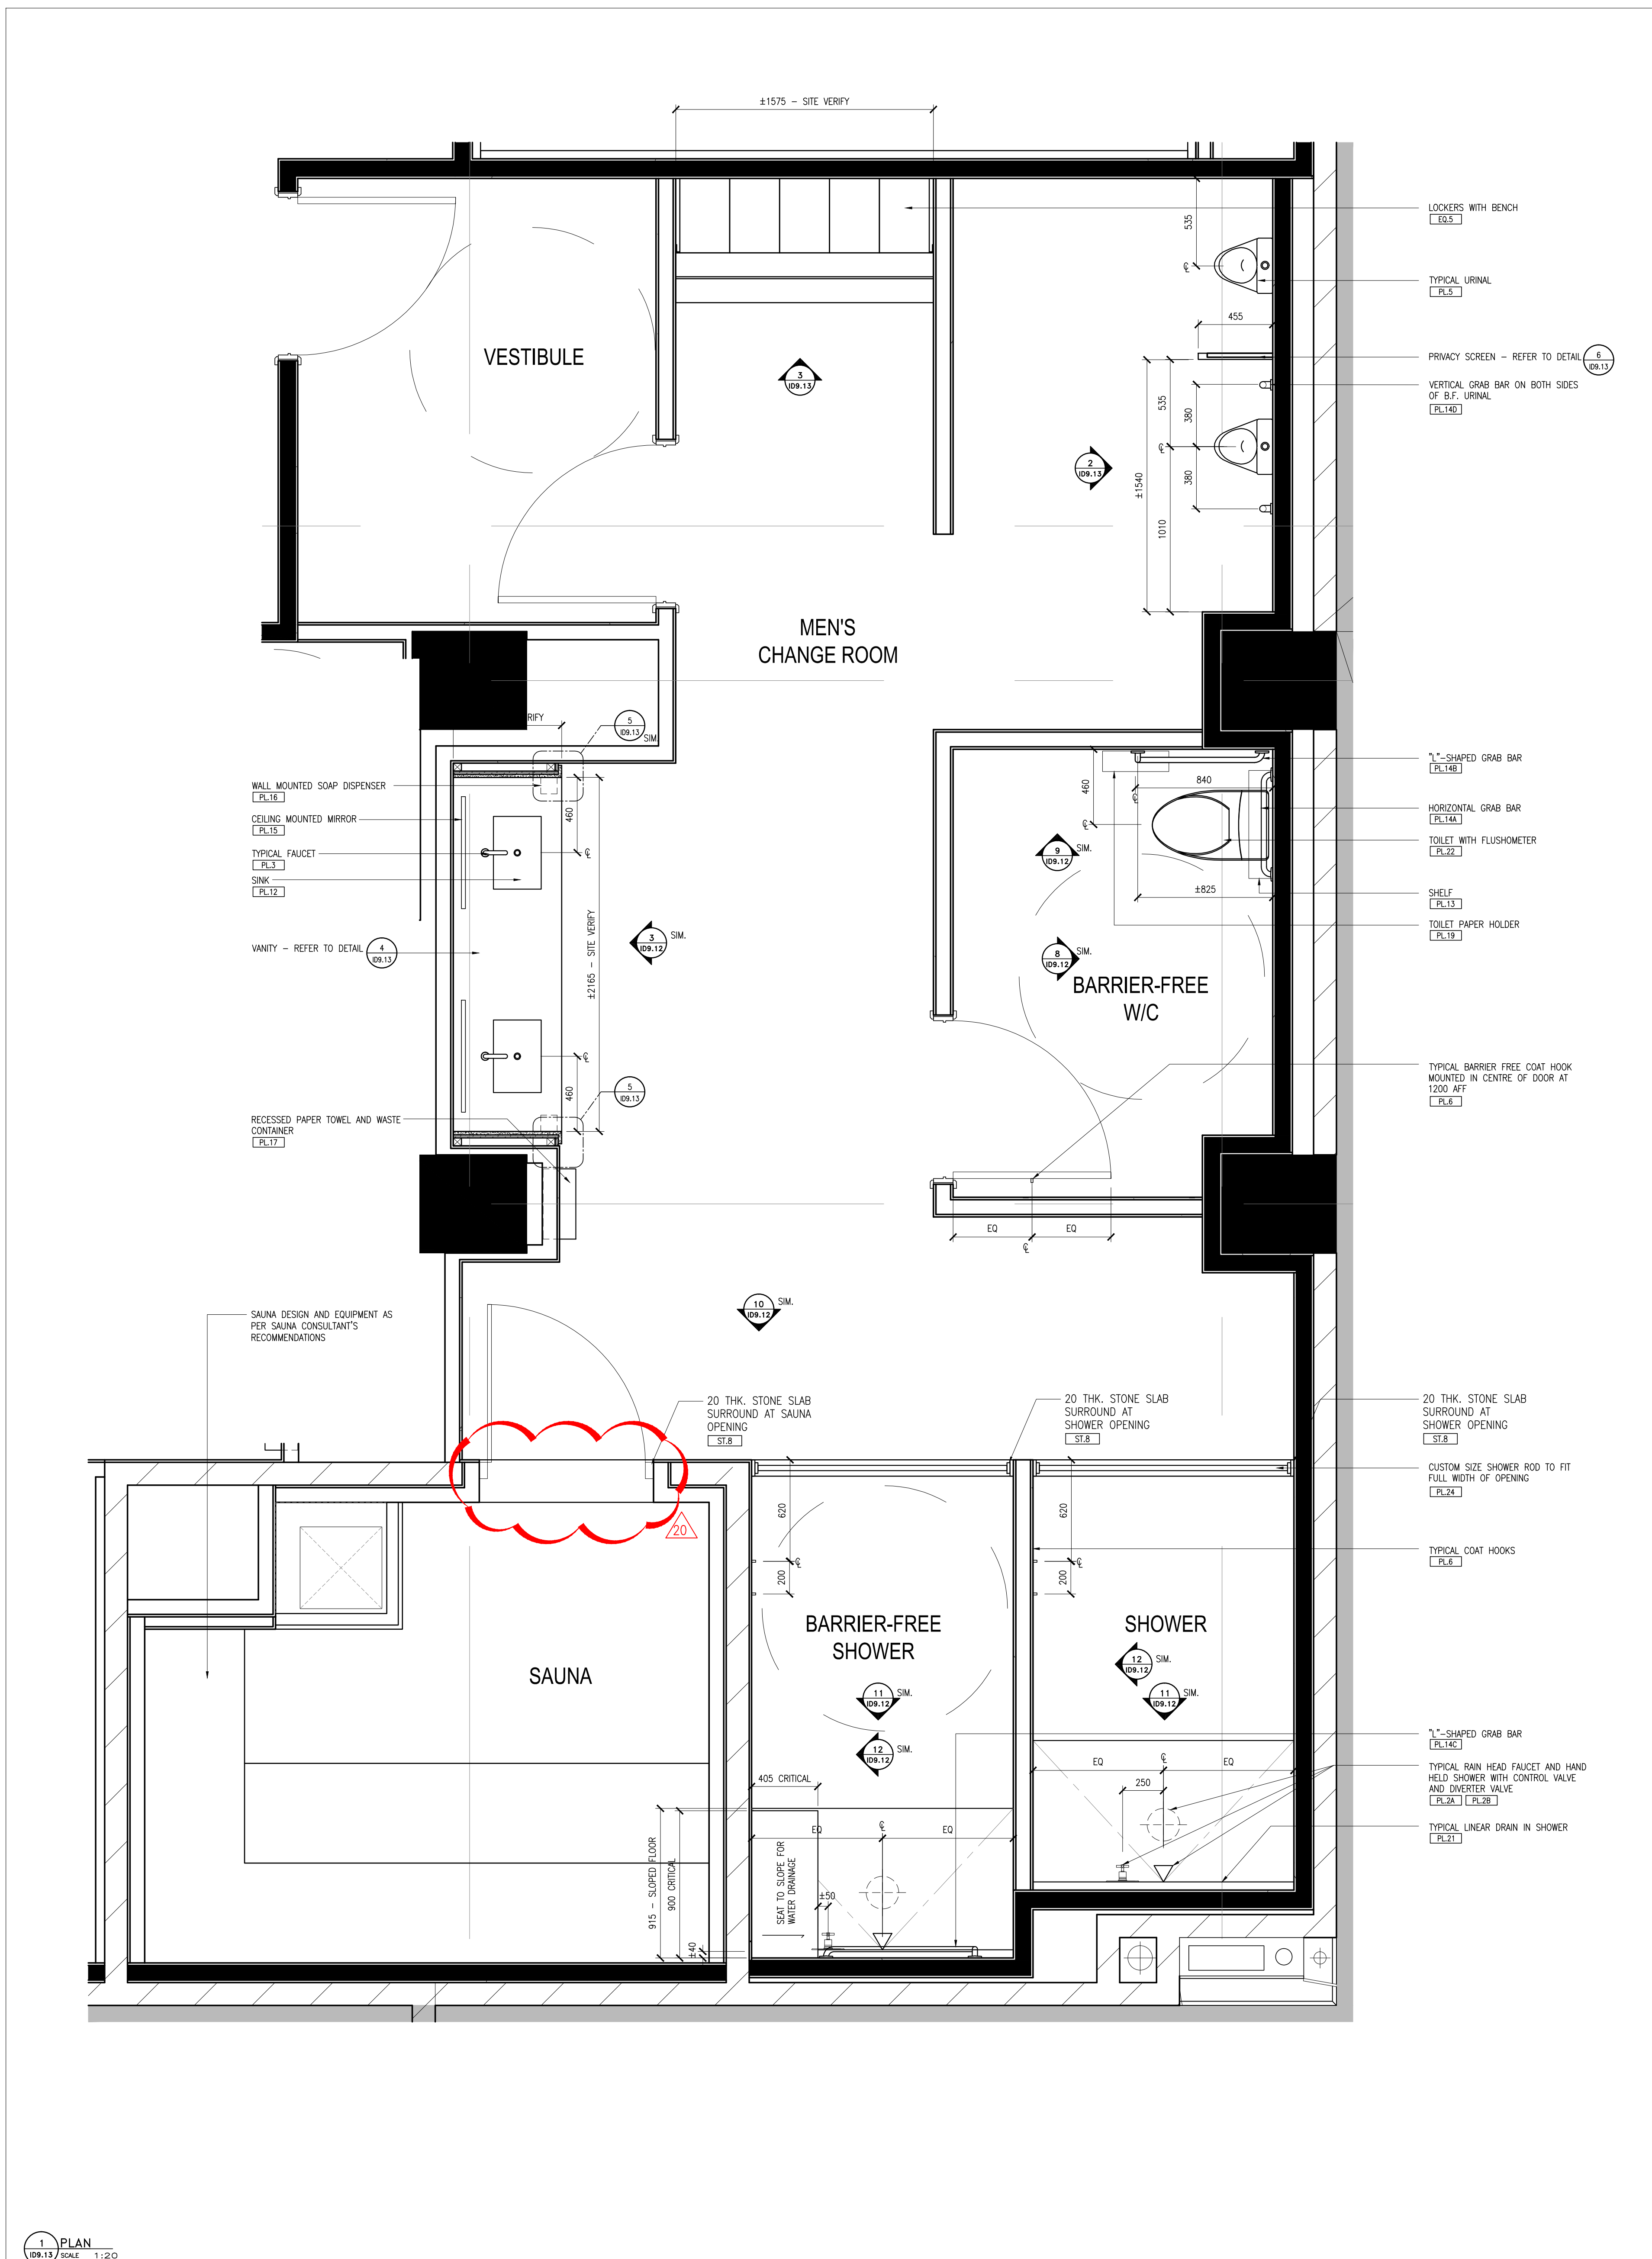 ±1575 – SITE VERIFY
LOCKERS WITH BENCH
EQ.5
535
℄
TYPICAL URINAL
PL.5
455
VESTIBULE
3
ID9.13
PRIVACY SCREEN – REFER TO DETAIL
6
ID9.13
VERTICAL GRAB BAR ON BOTH SIDES
OF B.F. URINAL
PL.14D
535
380
℄
2
ID9.13
380
±1540
1010
MEN'S
CHANGE ROOM
RIFY
5
ID9.13
SIM.
WALL MOUNTED SOAP DISPENSER
PL.16
CEILING MOUNTED MIRROR
PL.15
TYPICAL FAUCET
PL.3
SINK
PL.12
460
℄
VANITY – REFER TO DETAIL
4
ID9.13
±2165 – SITE VERIFY
3
ID9.12
SIM.
460
℄
5
ID9.13
RECESSED PAPER TOWEL AND WASTE
CONTAINER
PL.17
460
℄
840
℄
9
ID9.12
SIM.
±825
8
ID9.12
SIM.
BARRIER-FREE
W/C
"L"–SHAPED GRAB BAR
PL.14B
HORIZONTAL GRAB BAR
PL.14A
TOILET WITH FLUSHOMETER
PL.22
SHELF
PL.13
TOILET PAPER HOLDER
PL.19
TYPICAL BARRIER FREE COAT HOOK
MOUNTED IN CENTRE OF DOOR AT
1200 AFF
PL.6
EQ
EQ
℄
SAUNA DESIGN AND EQUIPMENT AS
PER SAUNA CONSULTANT'S
RECOMMENDATIONS
10
ID9.12
SIM.
20 THK. STONE SLAB
SURROUND AT SAUNA
OPENING
ST.8
20 THK. STONE SLAB
SURROUND AT
SHOWER OPENING
ST.8
20 THK. STONE SLAB
SURROUND AT
SHOWER OPENING
ST.8
CUSTOM SIZE SHOWER ROD TO FIT
FULL WIDTH OF OPENING
PL.24
20
620
℄
200
620
℄
200
TYPICAL COAT HOOKS
PL.6
BARRIER-FREE
SHOWER
SHOWER
SAUNA
12
ID9.12
SIM.
11
ID9.12
SIM.
11
ID9.12
SIM.
12
ID9.12
SIM.
"L"–SHAPED GRAB BAR
PL.14C
TYPICAL RAIN HEAD FAUCET AND HAND
HELD SHOWER WITH CONTROL VALVE
AND DIVERTER VALVE
PL.2A
PL.2B
TYPICAL LINEAR DRAIN IN SHOWER
PL.21
405 CRITICAL
EQ
℄
EQ
250
EQ
℄
EQ
915 – SLOPED FLOOR
900 CRITICAL
SEAT TO SLOPE FOR
WATER DRAINAGE
±50
±40
1
ID9.13
PLAN
SCALE 1:20